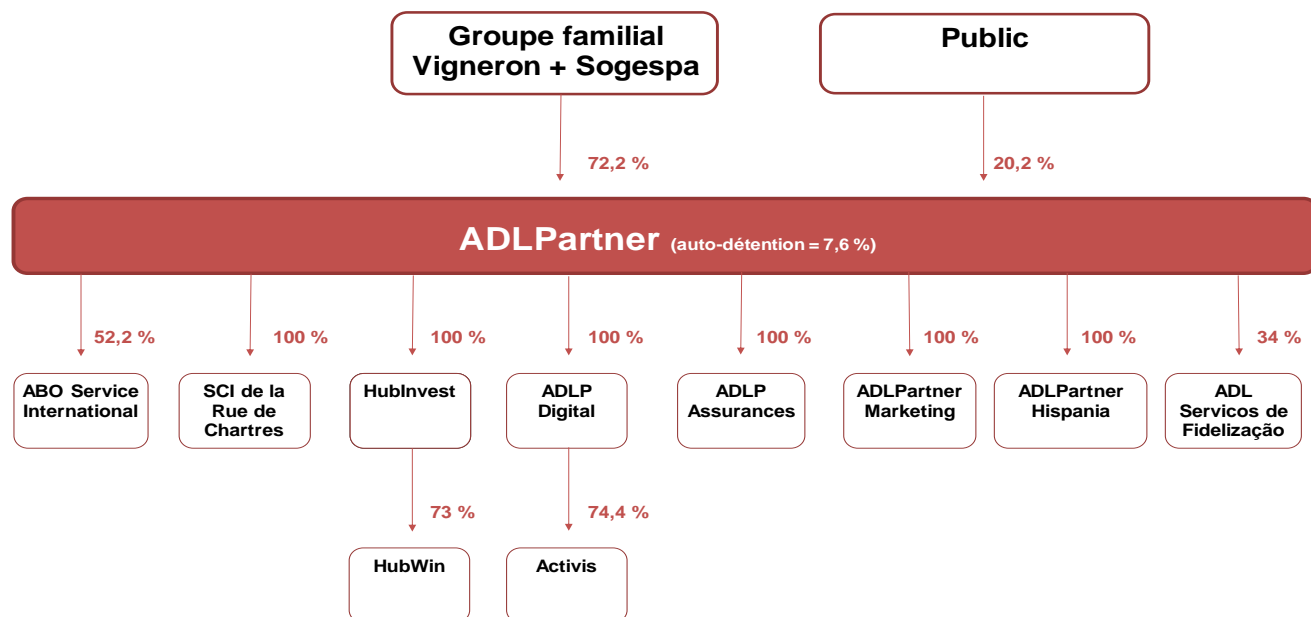 Groupe familial
Vigneron + Sogespa
Public
72,2 %
20,2 %
ADLPartner (auto-détention = 7,6 %)
52,2 %
100 %
100 %
100 %
100 %
100 %
100 %
34 %
ABO Service
International
SCI de la
Rue de
Chartres
HubInvest
ADLP
Digital
ADLP
Assurances
ADLPartner
Marketing
ADLPartner
Hispania
ADL
Servicos de
Fidelização
73 %
74,4 %
HubWin
Activis